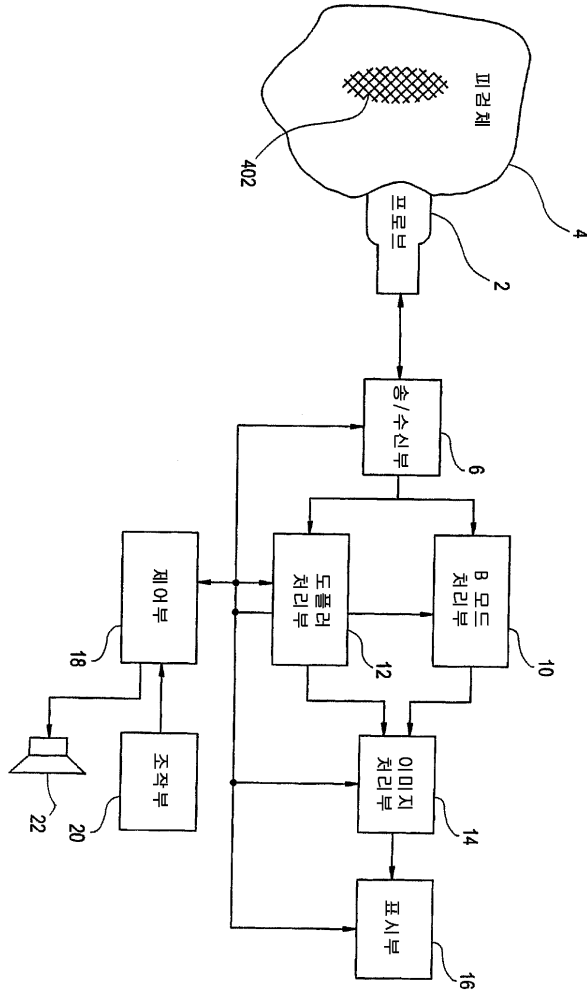 피검체
4
402
프로브
2
송/수신부
6
B 모드
처리부
10
도플러
처리부
12
이미지
처리부
14
표시부
16
제어부
18
조작부
20
22